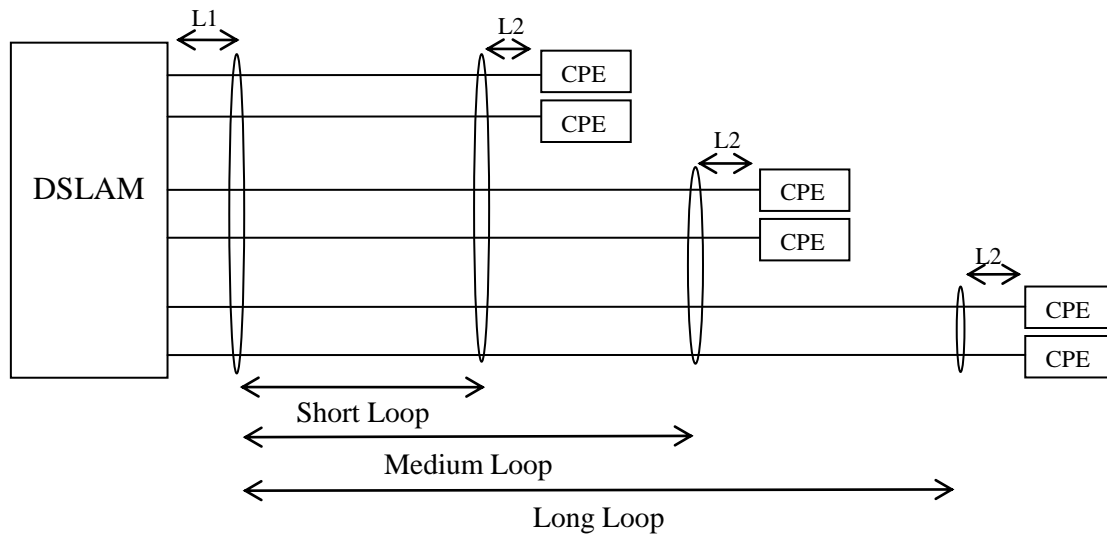 L1
L2
CPE
CPE
L2
DSLAM
CPE
CPE
L2
CPE
CPE
Short Loop
Medium Loop
Long Loop